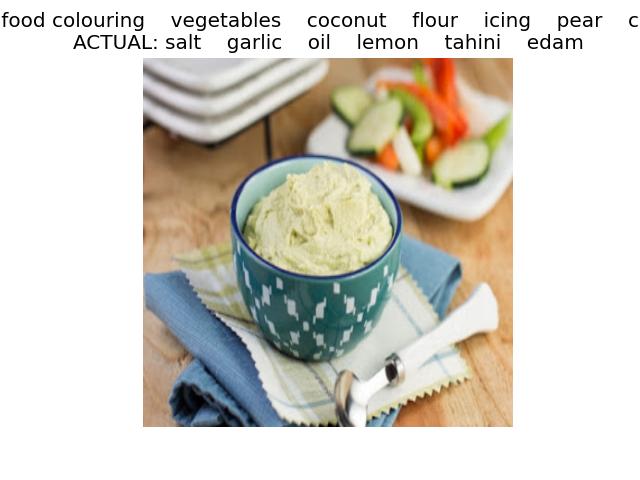 food colouring vegetables coconut flour icing pear c
ACTUAL: salt garlic oil lemon tahini edam